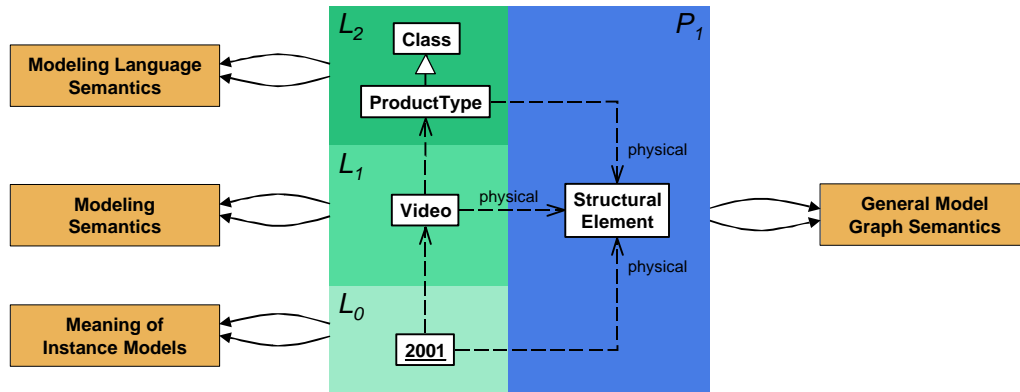 L2
P1
Class
Modeling Language
Semantics
ProductType
physical
L1
Modeling
Semantics
Video
physical
Structural
Element
General Model
Graph Semantics
physical
L0
Meaning of
Instance Models
2001